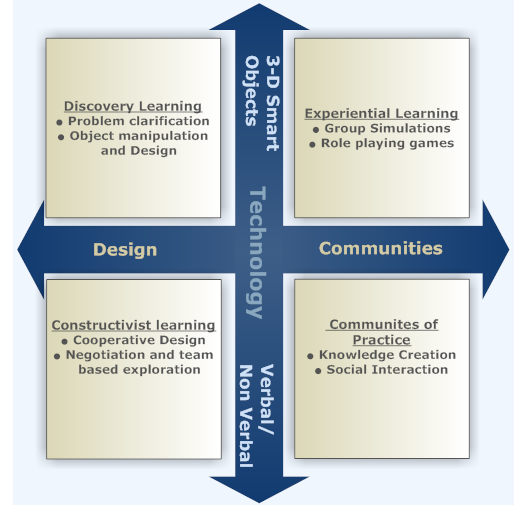 Discovery Learning
● Problem clarification
● Object manipulation
and Design
3-D Smart
Objects
Experiential Learning
● Group Simulations
● Role playing games
Design
Technology
Communities
Constructivist learning
● Cooperative Design
● Negotiation and team
based exploration
Verbal/
Non Verbal
Communites of
Practice
● Knowledge Creation
● Social Interaction